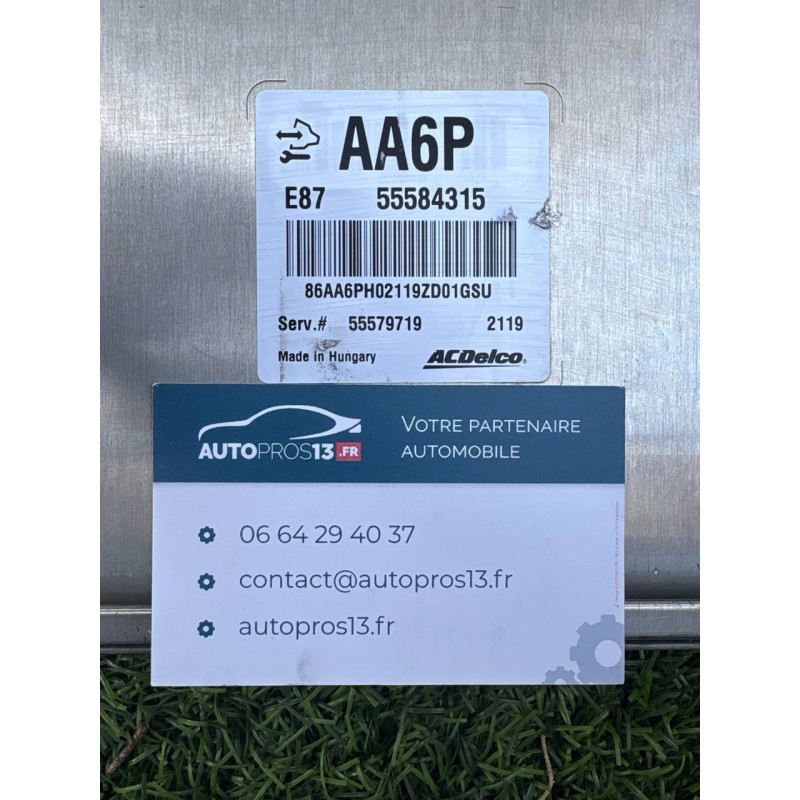 AA6P
E87 55584315
86AA6PH02119ZD01GSU
Serv.# 55579719 2119
Made in Hungary ACDelco
AUTOPROS13.FR
VOTRE PARTENAIRE
AUTOMOBILE
06 64 29 40 37
contact@autopros13.fr
autopros13.fr